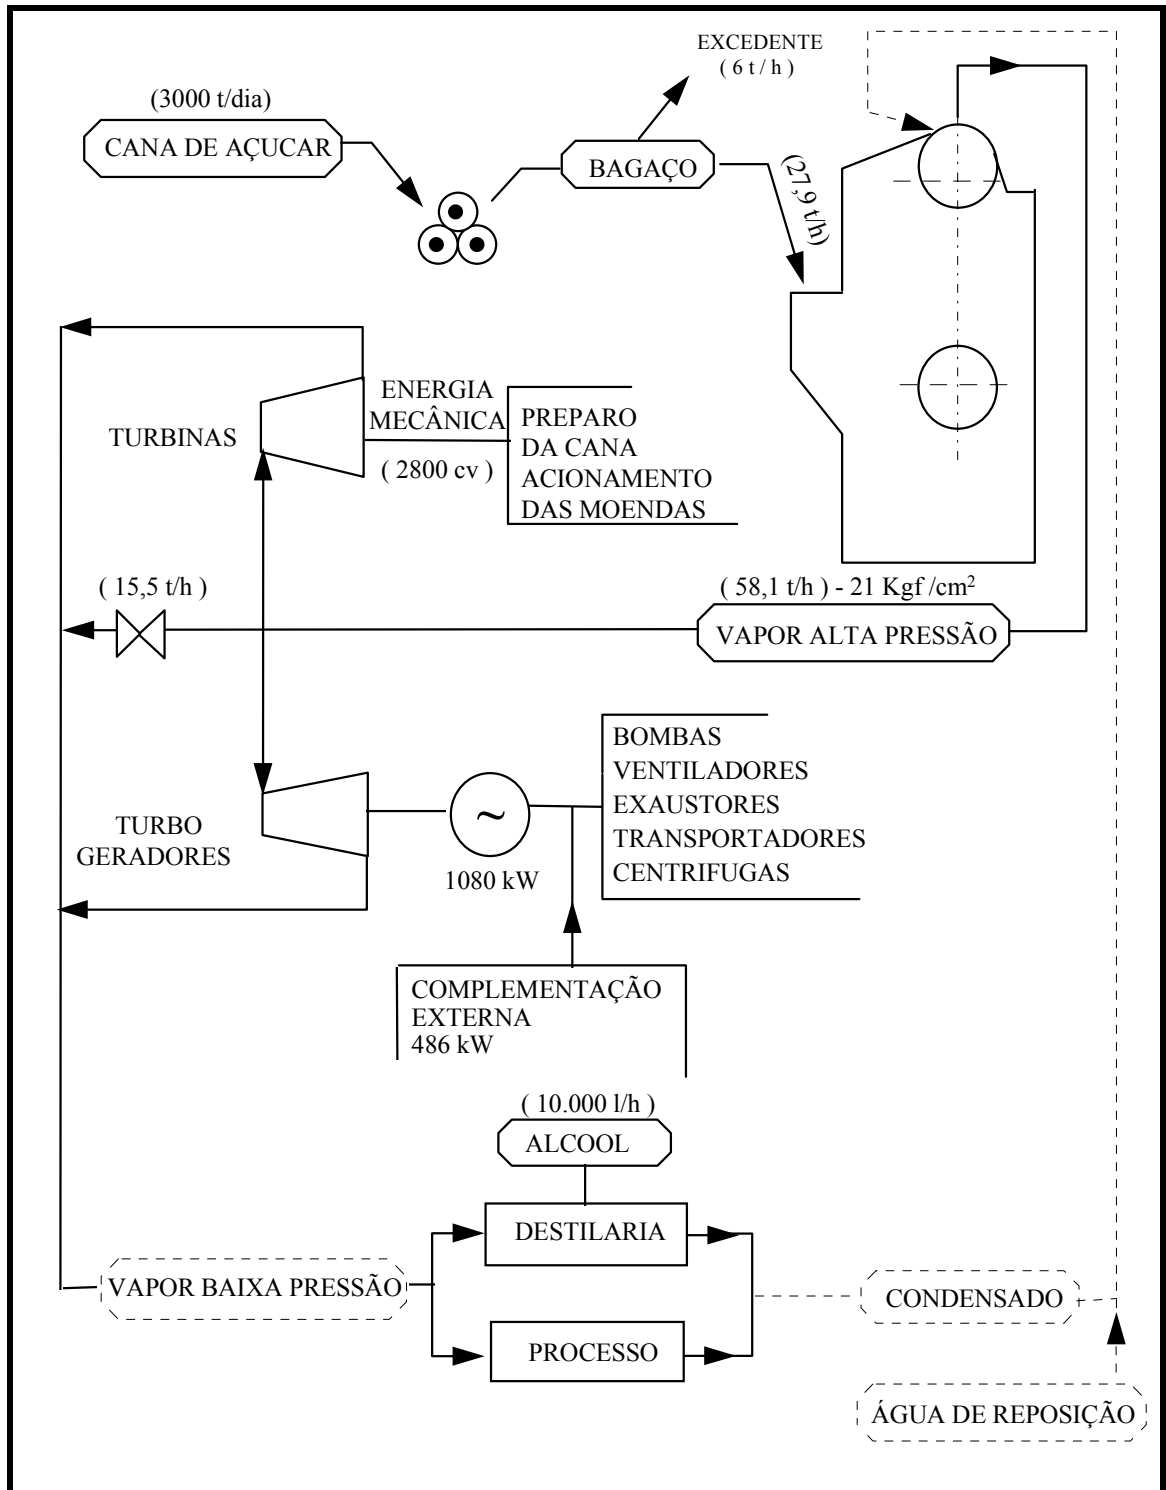 EXCEDENTE
( 6 t / h )
(3000 t/dia)
CANA DE AÇUCAR
BAGAÇO
(27,9 t/h)
TURBINAS
ENERGIA
MECÂNICA
( 2800 cv )
PREPARO
DA CANA
ACIONAMENTO
DAS MOENDAS
( 15,5 t/h )
( 58,1 t/h ) - 21 Kgf /cm²
VAPOR ALTA PRESSÃO
TURBO
GERADORES
~
1080 kW
BOMBAS
VENTILADORES
EXAUSTORES
TRANSPORTADORES
CENTRIFUGAS
COMPLEMENTAÇÃO
EXTERNA
486 kW
( 10.000 l/h )
ALCOOL
DESTILARIA
VAPOR BAIXA PRESSÃO
PROCESSO
CONDENSADO
ÁGUA DE REPOSIÇÃO